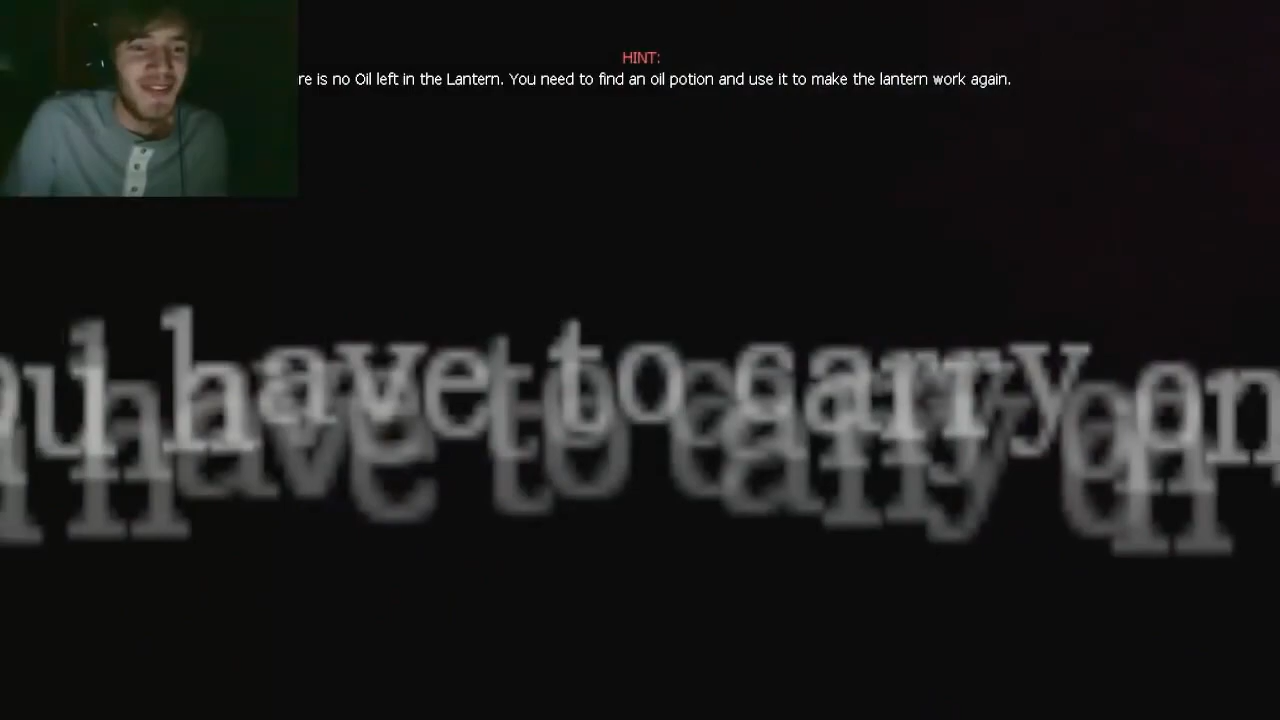 HINT:
re is no Oil left in the Lantern. You need to find an oil potion and use it to make the lantern work again.
ou have to carry on